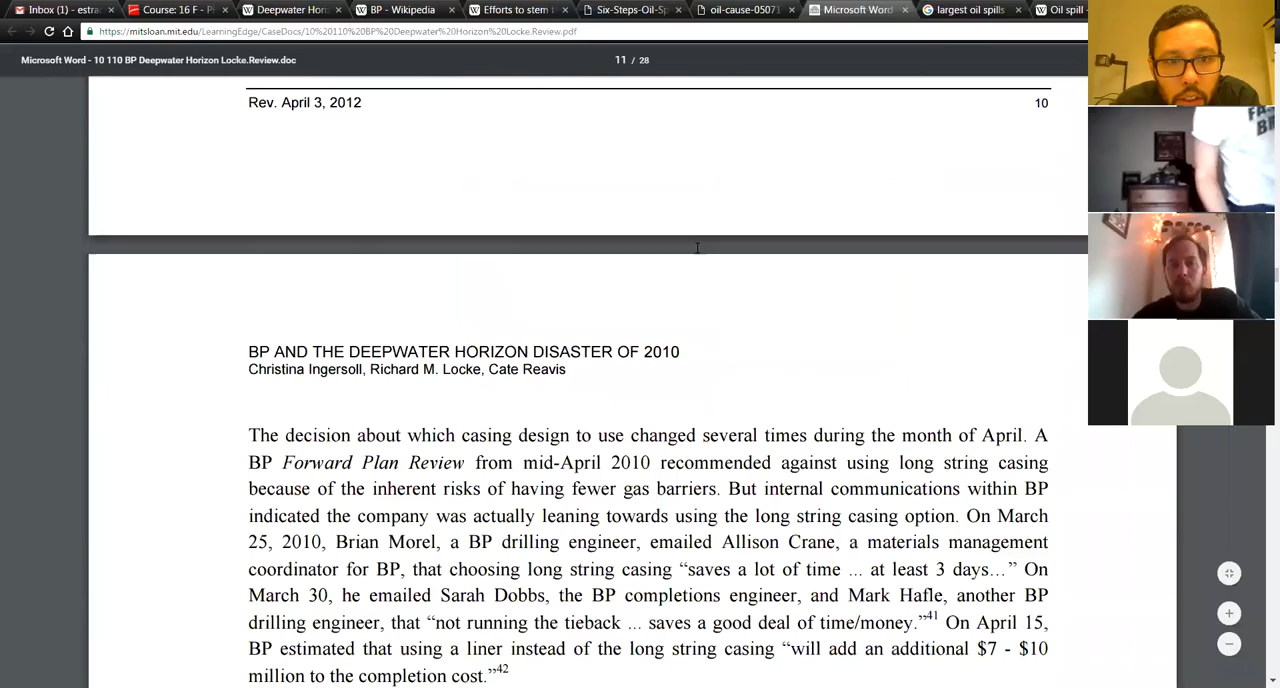 Inbox (1) - estrad
Course: 16 F - P
Deepwater Hori
BP - Wikipedia
Efforts to stem t
Six-Steps-Oil-Sp
oil-cause-05071
Microsoft Word
largest oil spills
Oil spill -
https://mitsloan.mit.edu/LearningEdge/CaseDocs/10%20110%20BP%20Deepwater%20Horizon%20Locke.Review.pdf
Microsoft Word - 10 110 BP Deepwater Horizon Locke.Review.doc
11 / 28
Rev. April 3, 2012
10
BP AND THE DEEPWATER HORIZON DISASTER OF 2010
Christina Ingersoll, Richard M. Locke, Cate Reavis
The decision about which casing design to use changed several times during the month of April. A
BP Forward Plan Review from mid-April 2010 recommended against using long string casing
because of the inherent risks of having fewer gas barriers. But internal communications within BP
indicated the company was actually leaning towards using the long string casing option. On March
25, 2010, Brian Morel, a BP drilling engineer, emailed Allison Crane, a materials management
coordinator for BP, that choosing long string casing “saves a lot of time ... at least 3 days...” On
March 30, he emailed Sarah Dobbs, the BP completions engineer, and Mark Hafle, another BP
drilling engineer, that “not running the tieback ... saves a good deal of time/money.”41 On April 15,
BP estimated that using a liner instead of the long string casing “will add an additional $7 - $10
million to the completion cost.”42